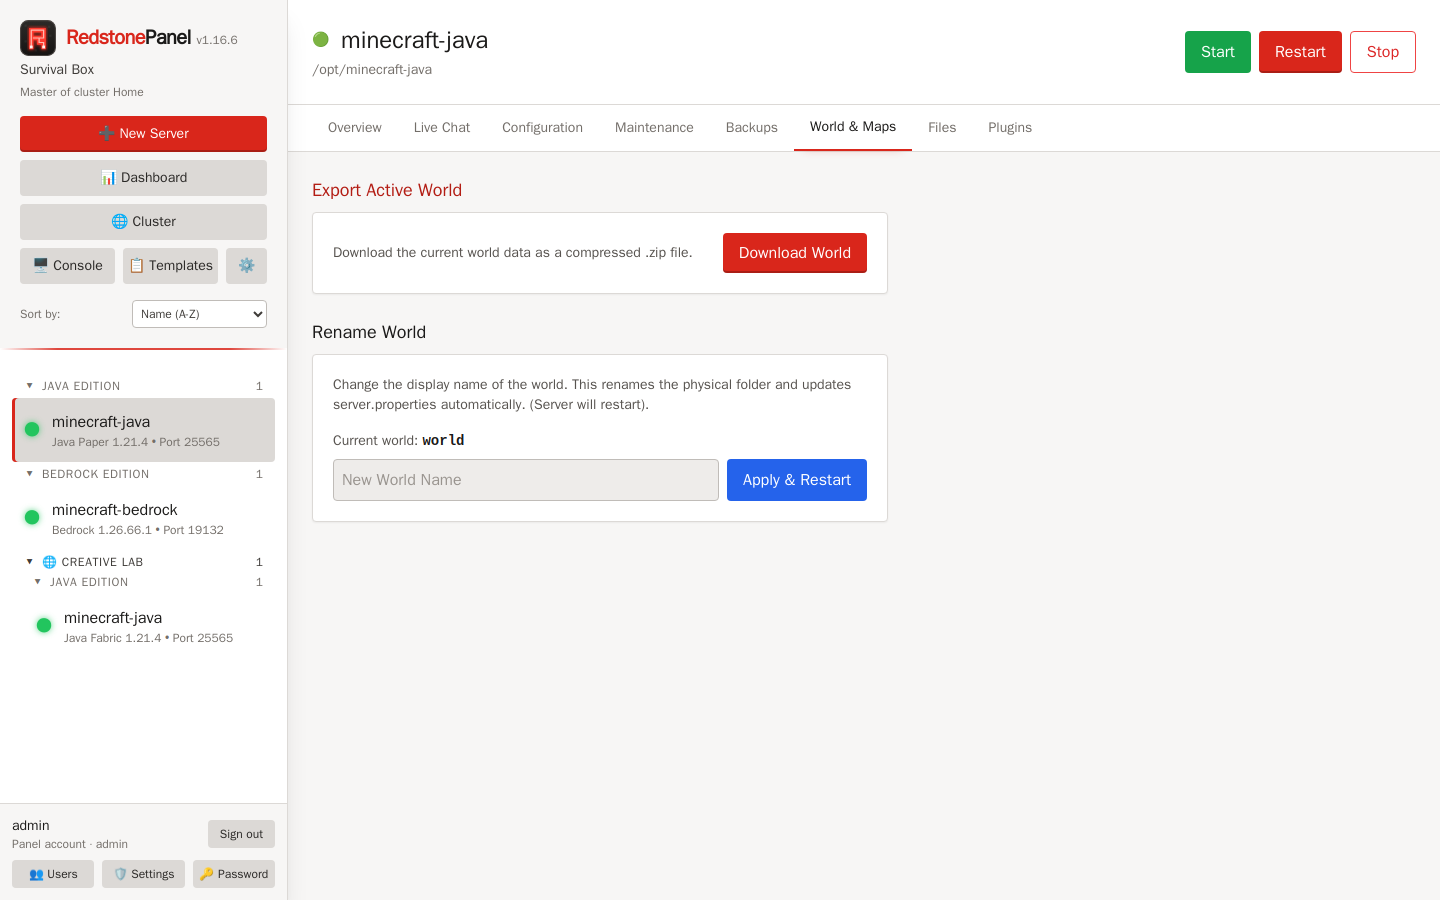 RedstonePanel v1.16.6
Survival Box
Master of cluster Home
➕ New Server
📊 Dashboard
🌐 Cluster
🖥️ Console
📋 Templates
⚙️
Sort by:
Name (A-Z)
▼ JAVA EDITION 1
minecraft-java
Java Paper 1.21.4 • Port 25565
▼ BEDROCK EDITION 1
minecraft-bedrock
Bedrock 1.26.66.1 • Port 19132
▼ 🌐 CREATIVE LAB 1
▼ JAVA EDITION 1
minecraft-java
Java Fabric 1.21.4 • Port 25565
admin
Panel account · admin
Sign out
👥 Users
🛡️ Settings
🔑 Password
🟢 minecraft-java
/opt/minecraft-java
Start
Restart
Stop
Overview
Live Chat
Configuration
Maintenance
Backups
World & Maps
Files
Plugins
Export Active World
Download the current world data as a compressed .zip file.
Download World
Rename World
Change the display name of the world. This renames the physical folder and updates
server.properties automatically. (Server will restart).
Current world: world
New World Name
Apply & Restart